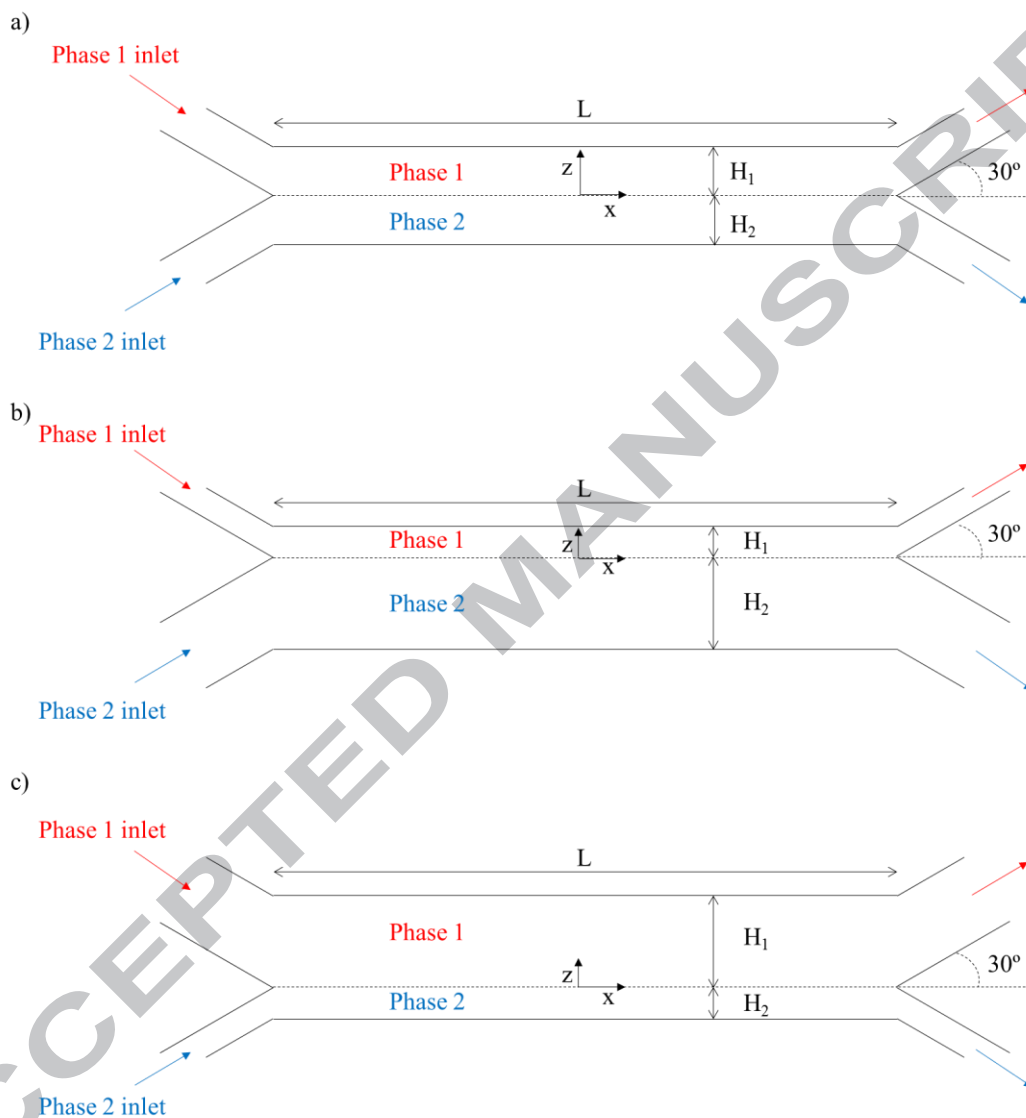 a)
Phase 1 inlet
L
Phase 1
z
x
H1
H2
30º
Phase 2
Phase 2 inlet
b)
Phase 1 inlet
L
Phase 1
z
x
H1
H2
30º
Phase 2
Phase 2 inlet
c)
Phase 1 inlet
L
Phase 1
z
x
H1
H2
30º
Phase 2
Phase 2 inlet
CCEPTED MANUSCRIP